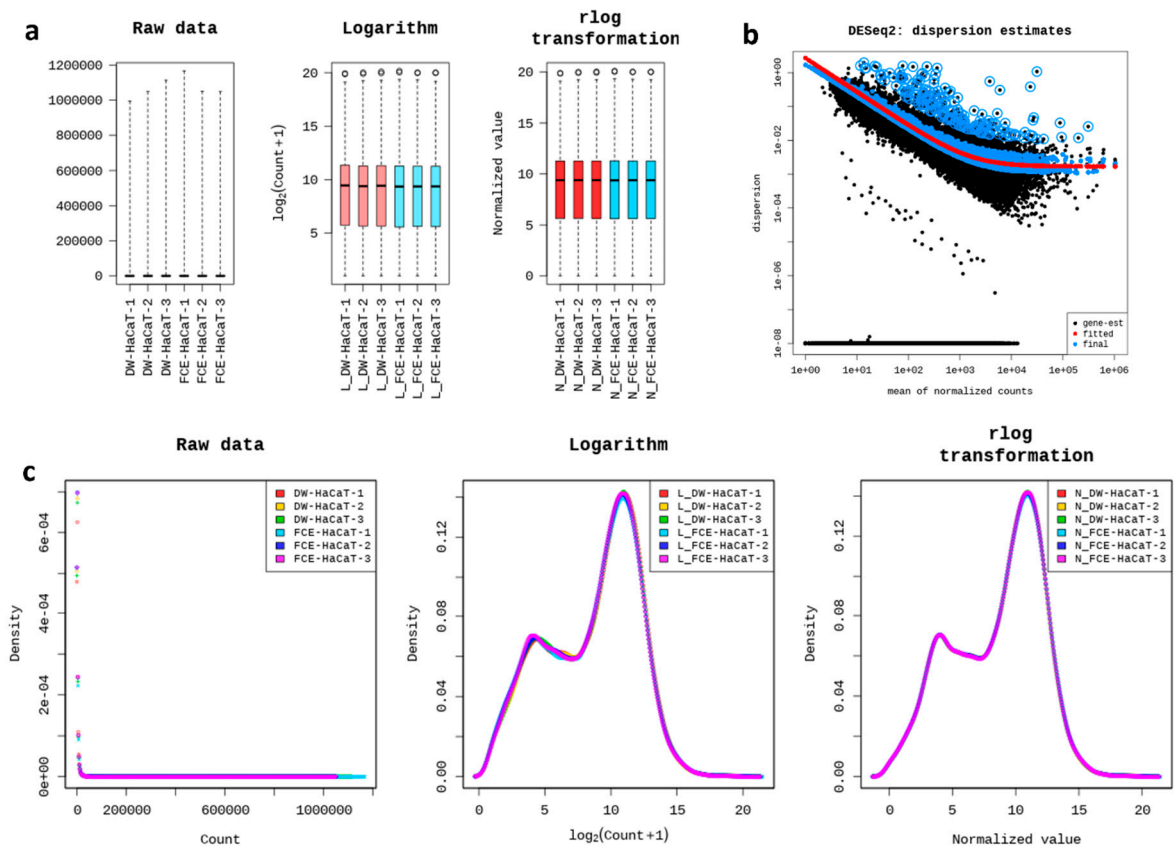 a
Raw data
1200000
1000000
800000
600000
400000
200000
0
DW-HaCaT-1
DW-HaCaT-2
DW-HaCaT-3
FCE-HaCaT-1
FCE-HaCaT-2
FCE-HaCaT-3
Logarithm
log2(Count+1)
20
15
10
5
L_DW-HaCaT-1
L_DW-HaCaT-2
L_DW-HaCaT-3
L_FCE-HaCaT-1
L_FCE-HaCaT-2
L_FCE-HaCaT-3
rlog
transformation
Normalized value
20
15
10
5
0
N_DW-HaCaT-1
N_DW-HaCaT-2
N_DW-HaCaT-3
N_FCE-HaCaT-1
N_FCE-HaCaT-2
N_FCE-HaCaT-3
b
DESeq2: dispersion estimates
dispersion
1e+00
1e-02
1e-04
1e-06
1e-08
gene-est
fitted
final
1e+00 1e+01 1e+02 1e+03 1e+04 1e+05 1e+06
mean of normalized counts
c
Raw data
Density
6e-04
4e-04
2e-04
0e+00
DW-HaCaT-1
DW-HaCaT-2
DW-HaCaT-3
FCE-HaCaT-1
FCE-HaCaT-2
FCE-HaCaT-3
0 200000 600000 1000000
Count
Logarithm
Density
0.12
0.08
0.04
0.00
L_DW-HaCaT-1
L_DW-HaCaT-2
L_DW-HaCaT-3
L_FCE-HaCaT-1
L_FCE-HaCaT-2
L_FCE-HaCaT-3
0 5 10 15 20
log2(Count+1)
rlog
transformation
Density
0.12
0.08
0.04
0.00
N_DW-HaCaT-1
N_DW-HaCaT-2
N_DW-HaCaT-3
N_FCE-HaCaT-1
N_FCE-HaCaT-2
N_FCE-HaCaT-3
0 5 10 15 20
Normalized value